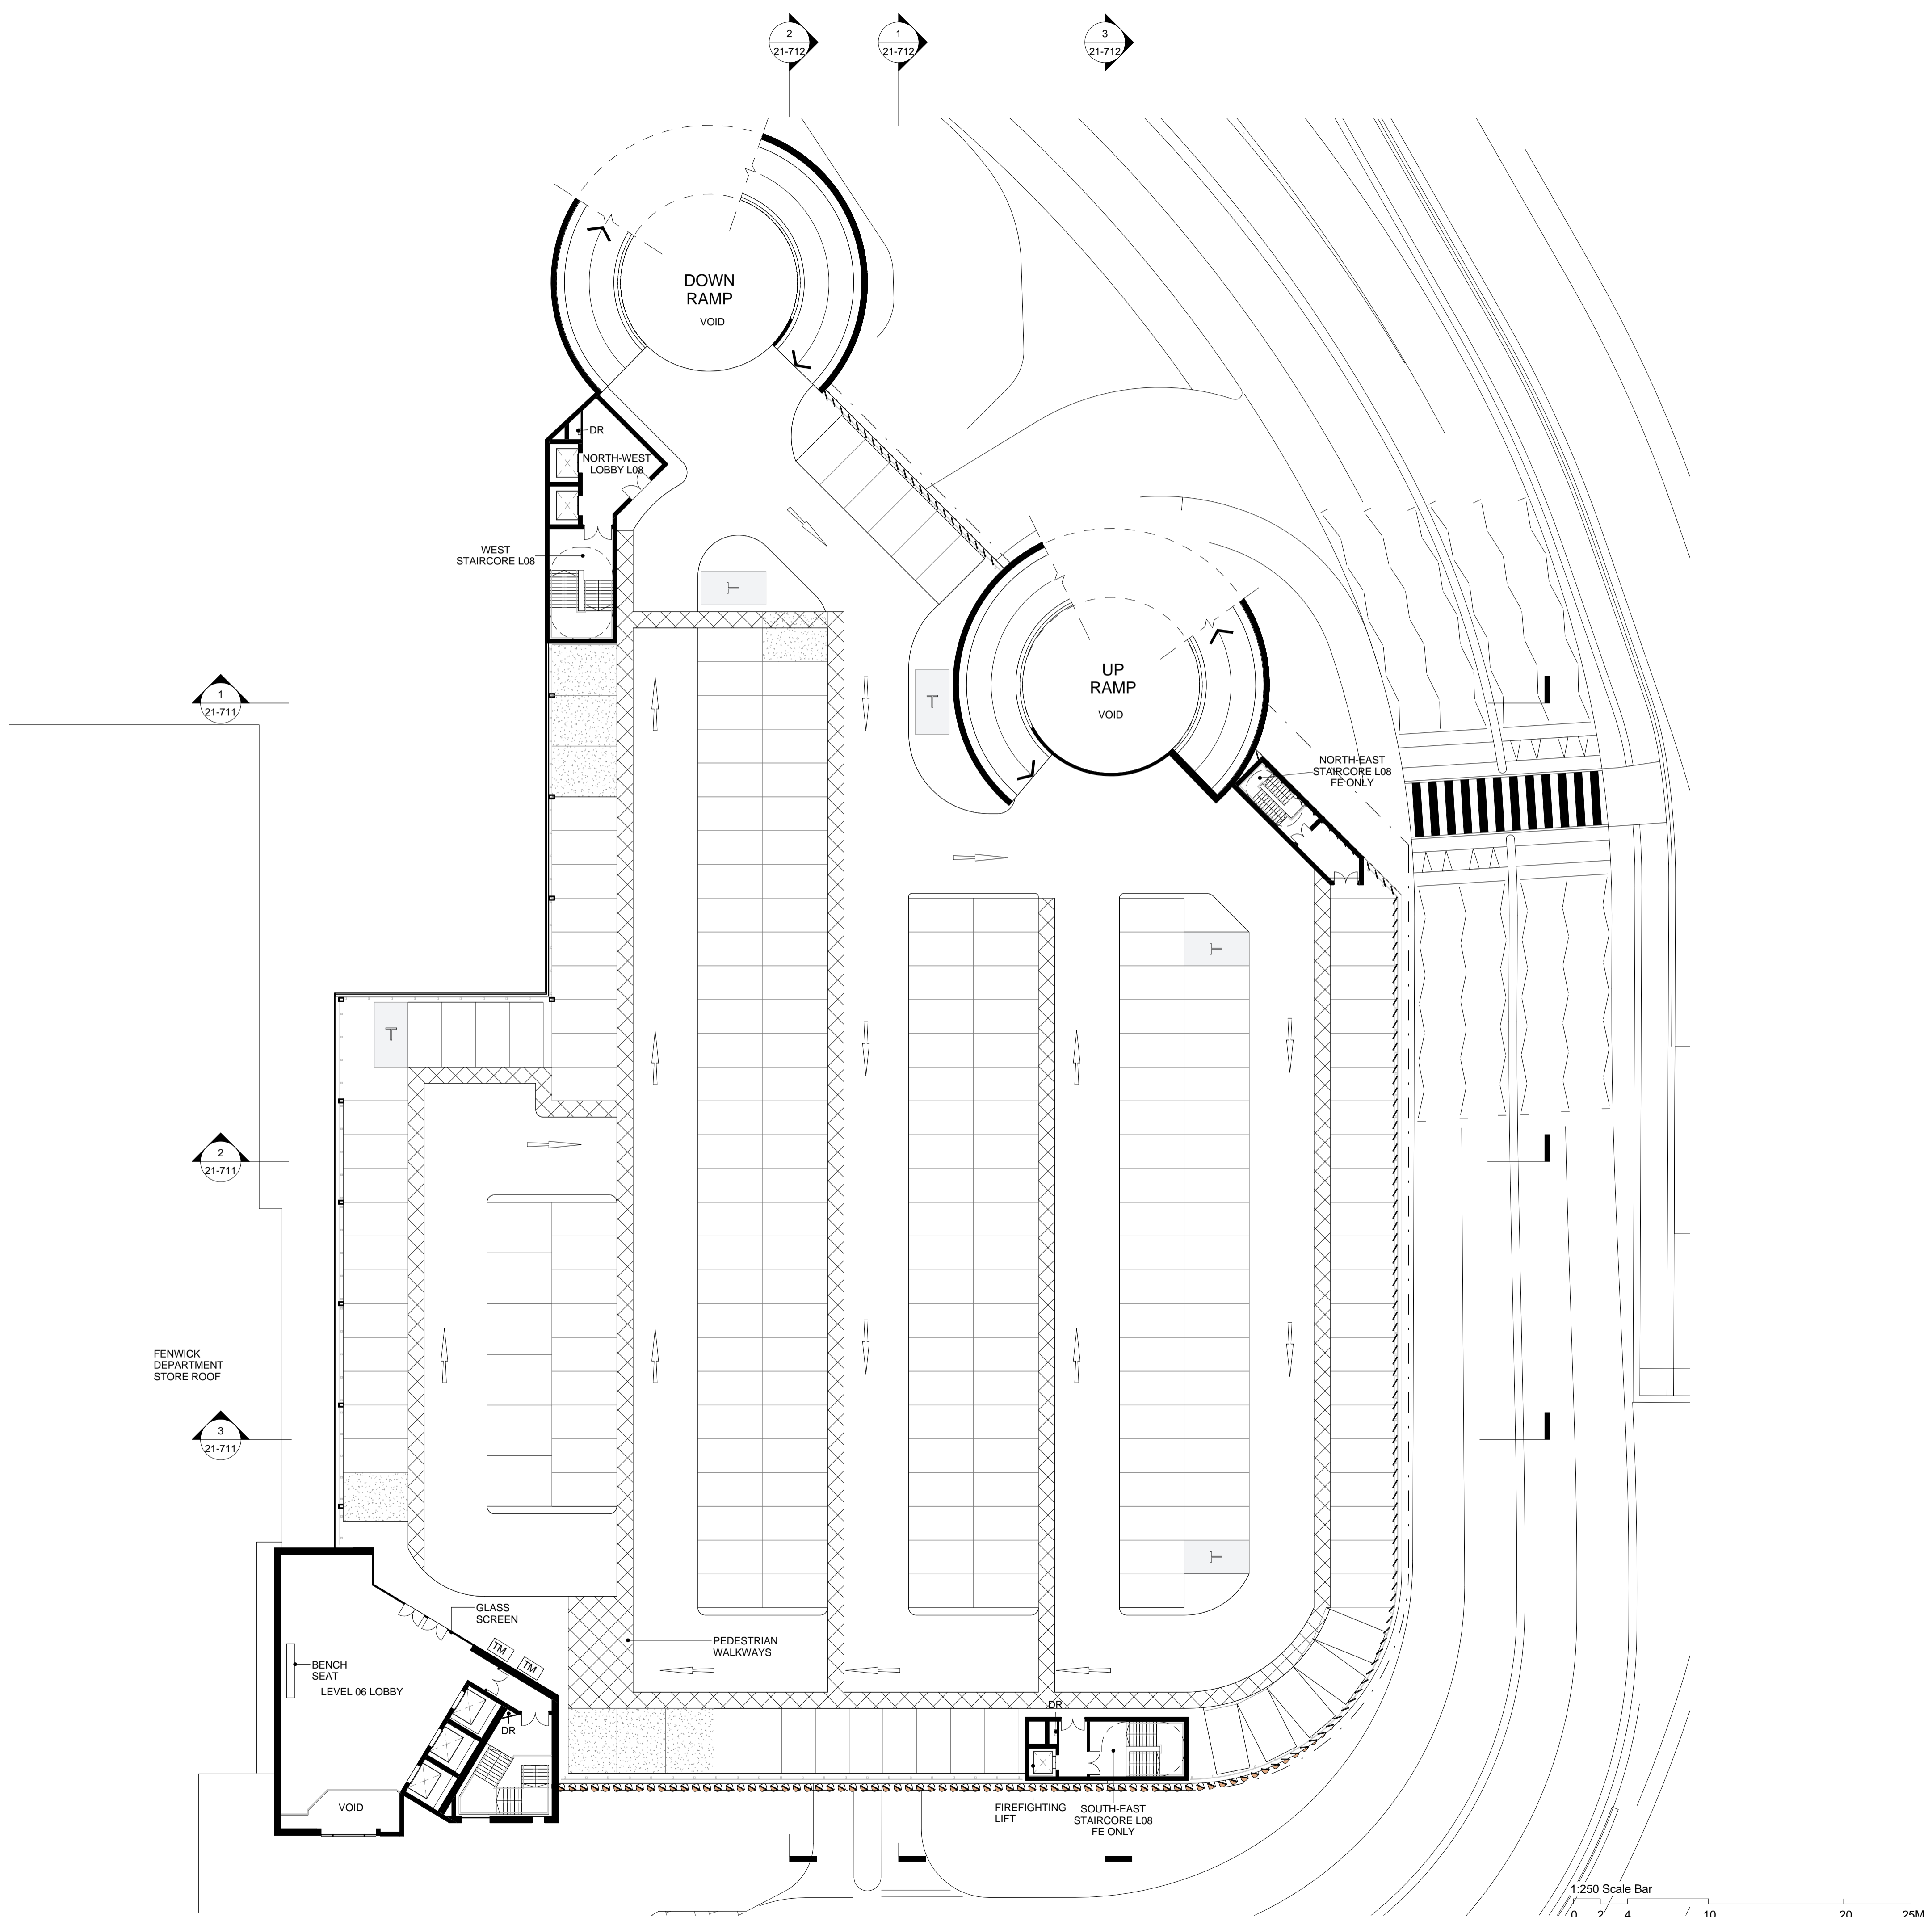 2
21-712
1
21-712
3
21-712
DOWN
RAMP
VOID
DR
NORTH-WEST
LOBBY L08
WEST
STAIRCORE L08
T
T
UP
RAMP
VOID
1
21-711
NORTH-EAST
STAIRCORE L08
FE ONLY
T
T
2
21-711
FENWICK
DEPARTMENT
STORE ROOF
3
21-711
T
GLASS
SCREEN
TM
TM
PEDESTRIAN
WALKWAYS
BENCH
SEAT
LEVEL 06 LOBBY
DR
DR
VOID
FIREFIGHTING
LIFT
SOUTH-EAST
STAIRCORE L08
FE ONLY
1:250 Scale Bar
0 2 4 10 20 25M